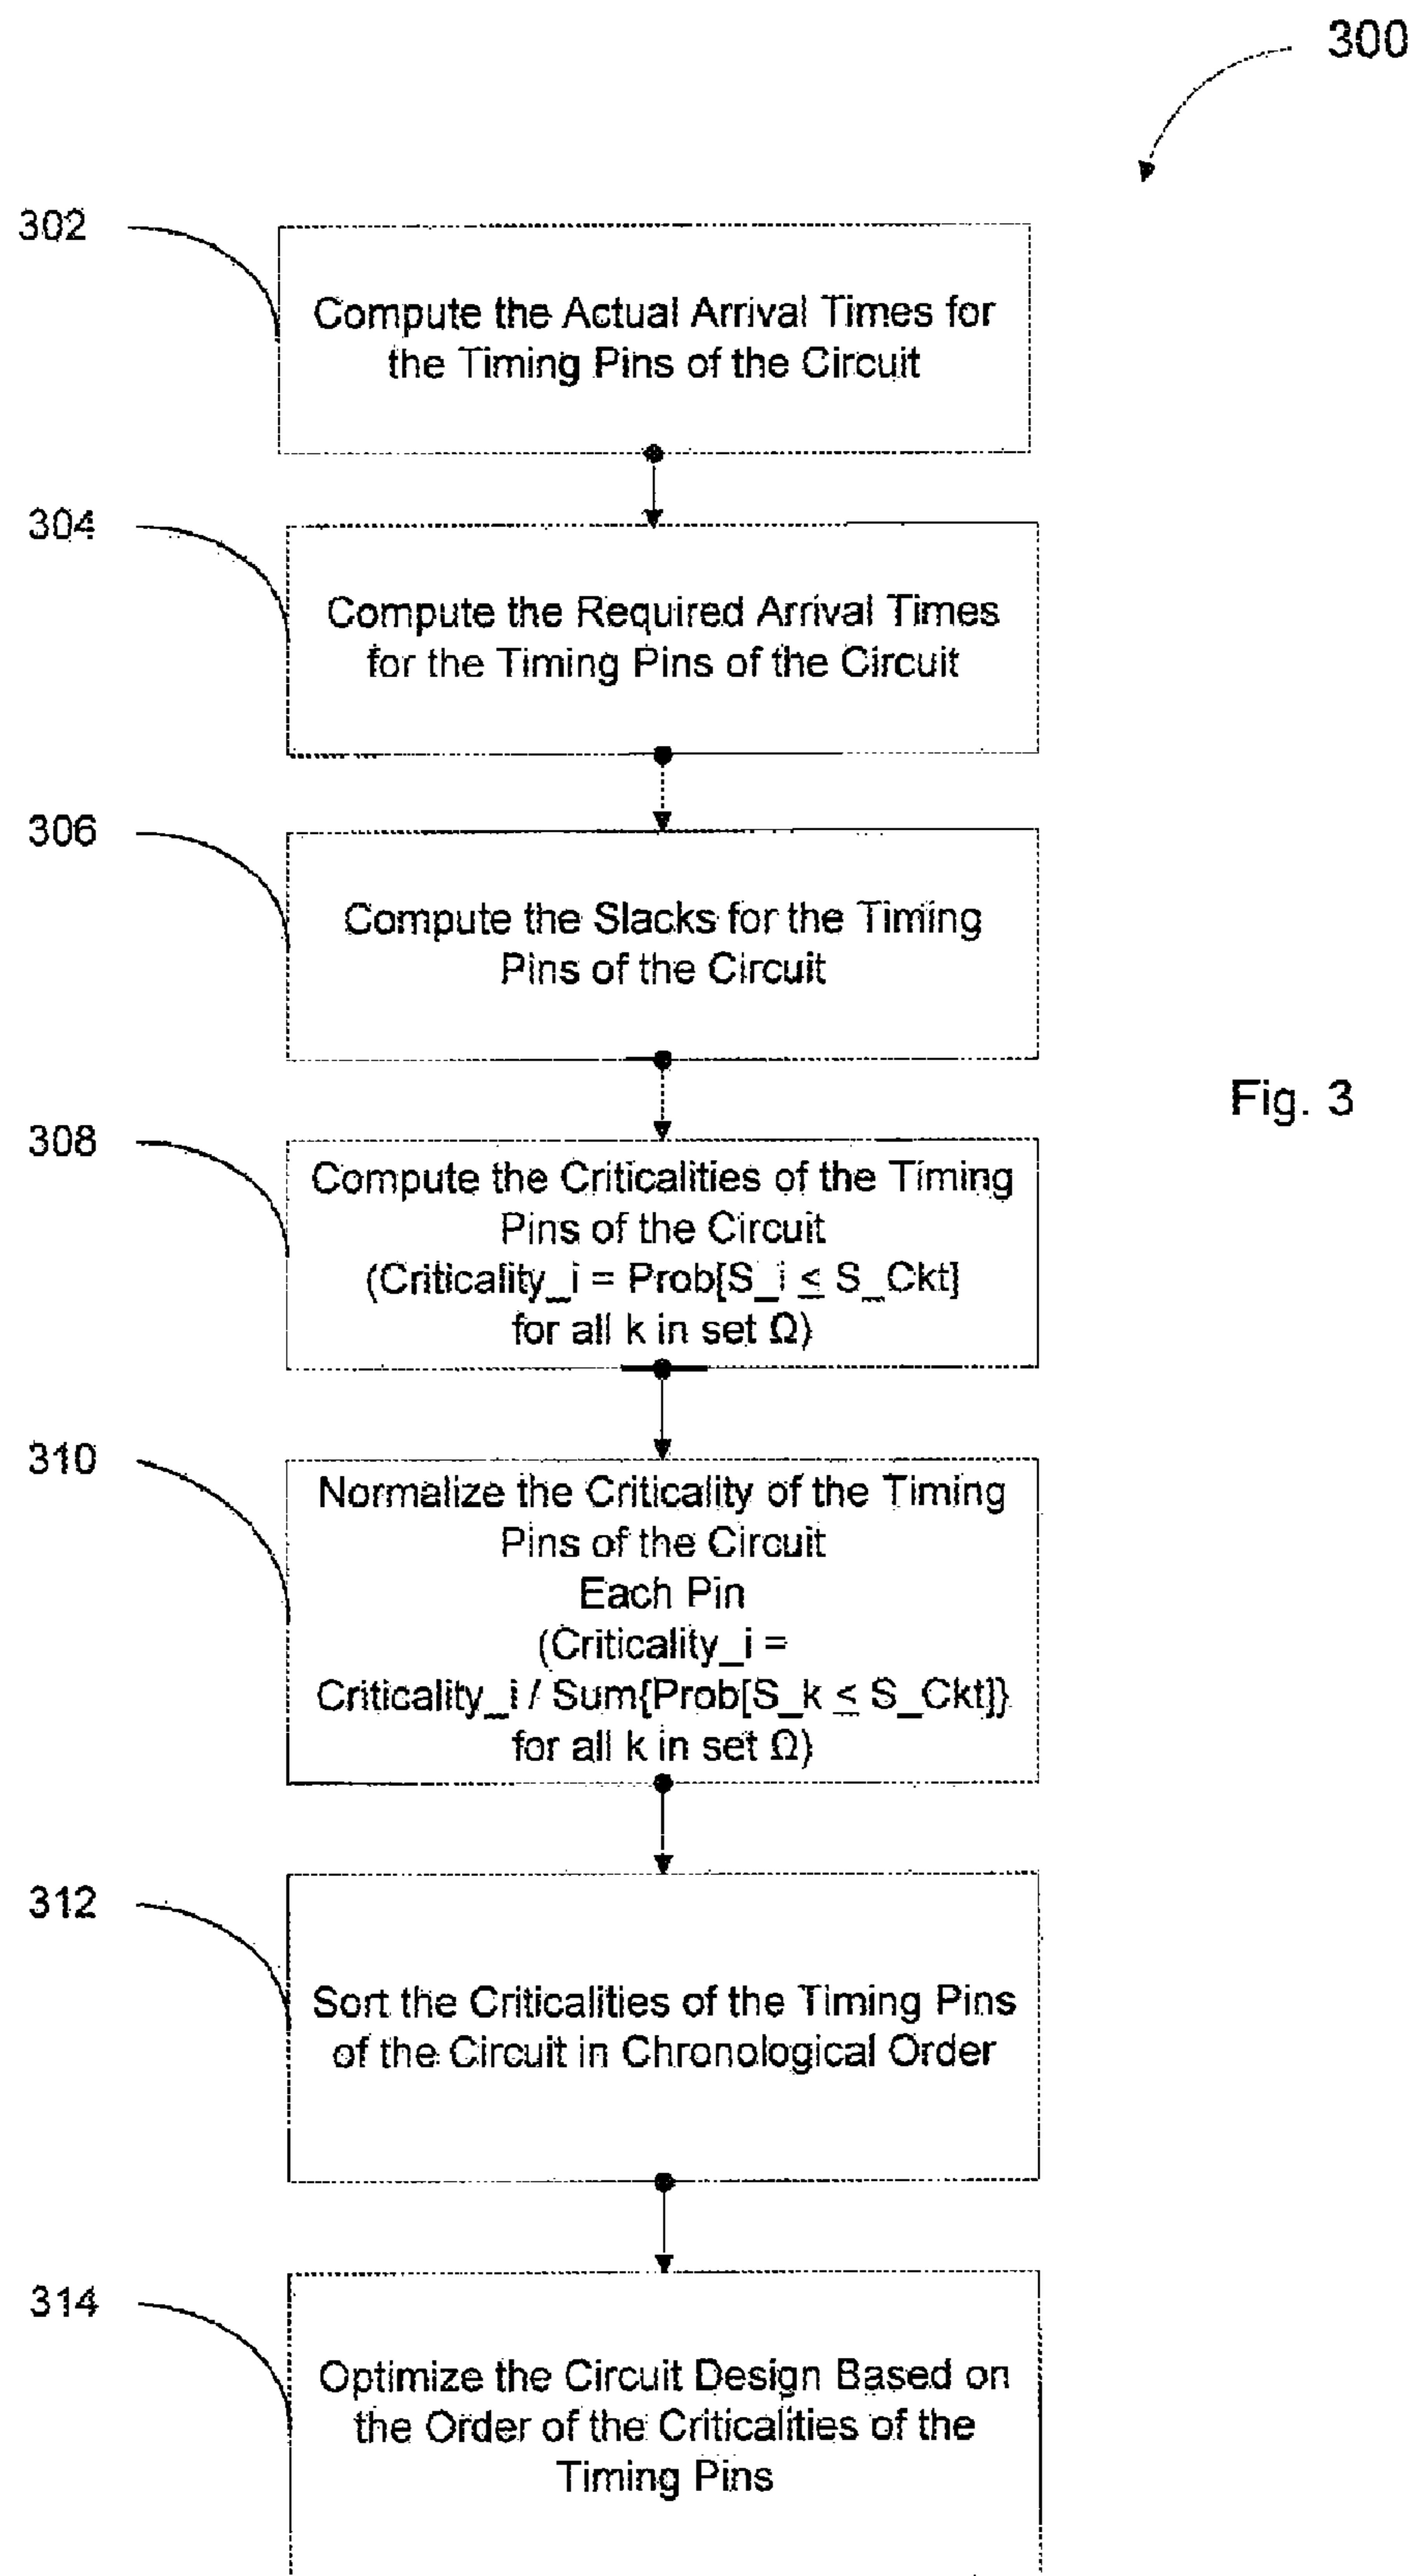 300
302
Compute the Actual Arrival Times for
the Timing Pins of the Circuit
304
Compute the Required Arrival Times
for the Timing Pins of the Circuit
306
Compute the Slacks for the Timing
Pins of the Circuit
Fig. 3
308
Compute the Criticalities of the Timing
Pins of the Circuit
(Criticality_i = Prob[S_i ≤ S_Ckt]
for all k in set Ω)
310
Normalize the Criticality of the Timing
Pins of the Circuit
Each Pin
(Criticality_i =
Criticality_i / Sum{Prob[S_k ≤ S_Ckt]}
for all k in set Ω)
312
Sort the Criticalities of the Timing Pins
of the Circuit in Chronological Order
314
Optimize the Circuit Design Based on
the Order of the Criticalities of the
Timing Pins